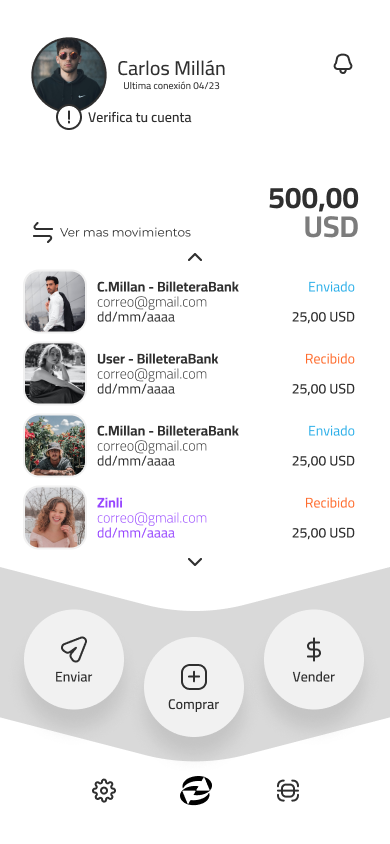 Carlos Millán
Ultima conexión 04/23
! Verifica tu cuenta
500,00
USD
Ver mas movimientos
C.Millan - BilleteraBank Enviado
correo@gmail.com
dd/mm/aaaa 25,00 USD
User - BilleteraBank Recibido
correo@gmail.com
dd/mm/aaaa 25,00 USD
C.Millan - BilleteraBank Enviado
correo@gmail.com
dd/mm/aaaa 25,00 USD
Zinli Recibido
correo@gmail.com
dd/mm/aaaa 25,00 USD
Enviar
Comprar
$
Vender